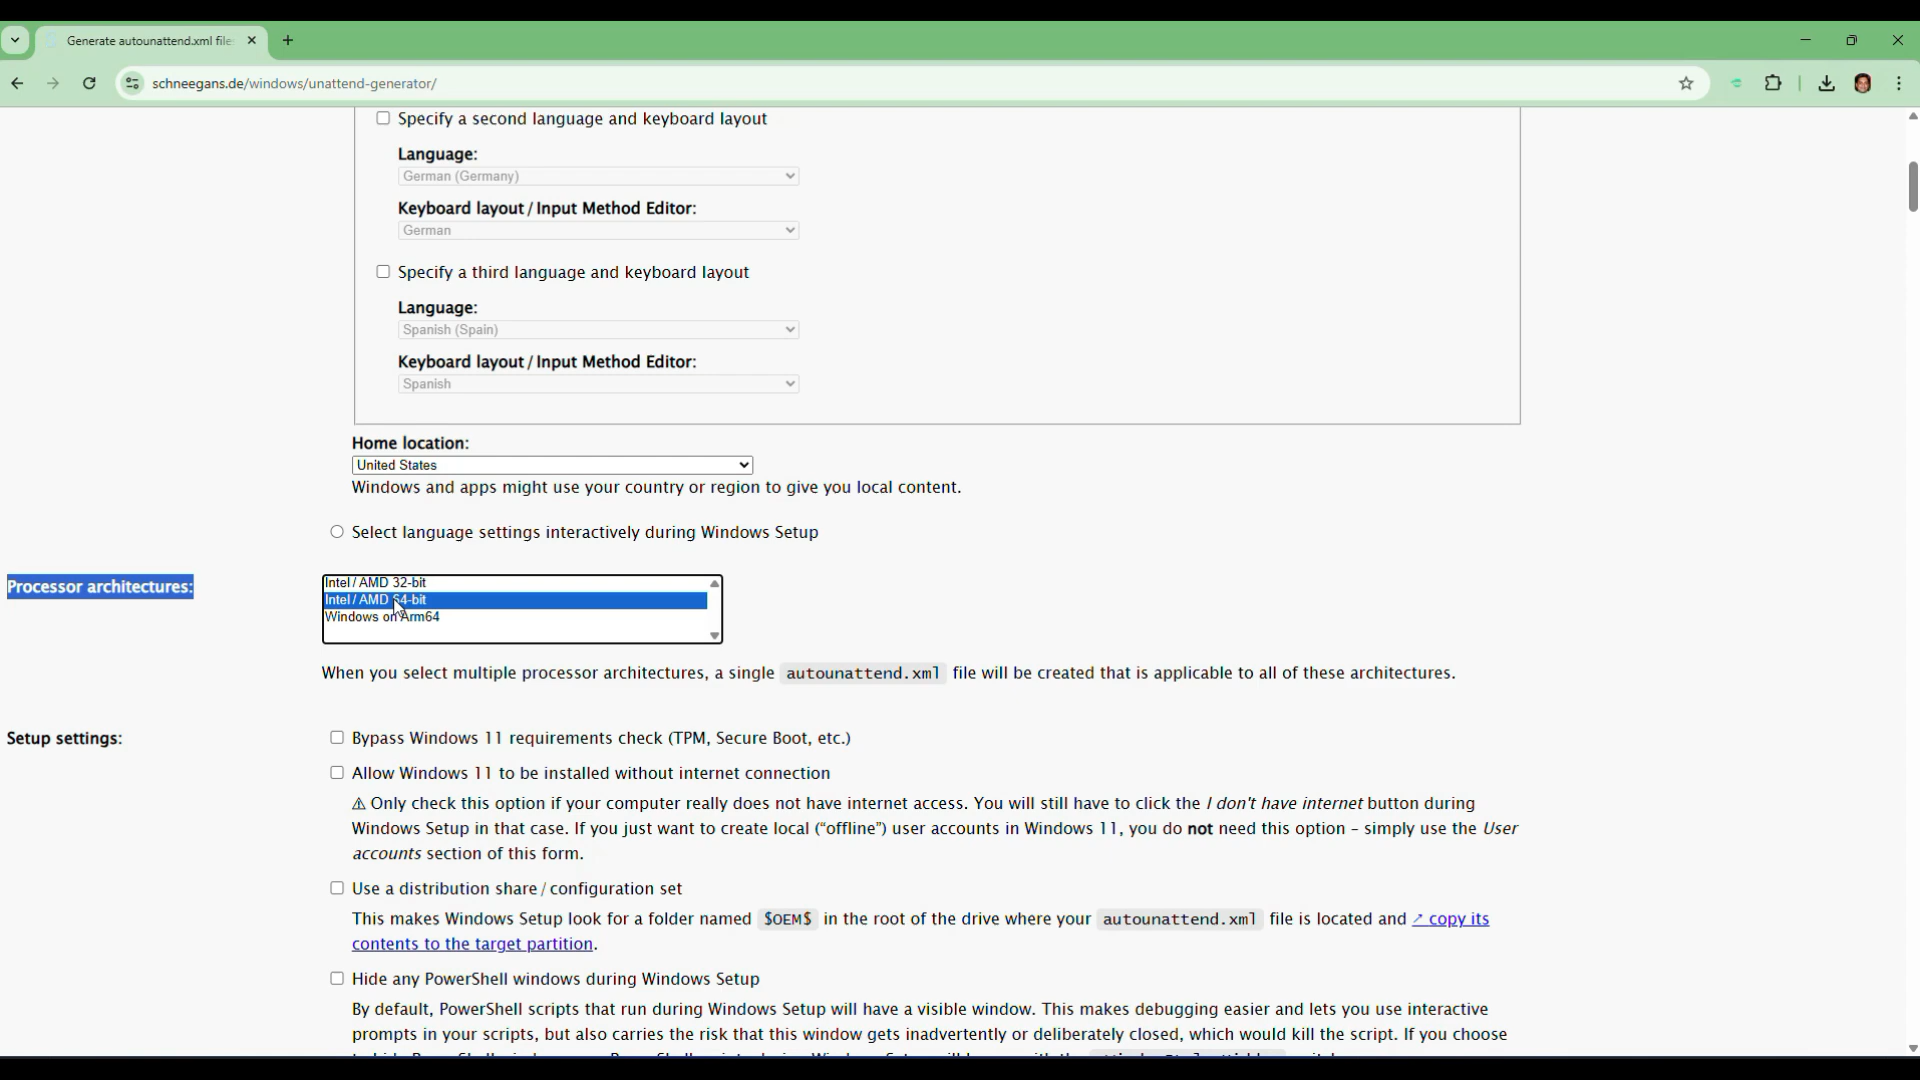 Generate autounattend.xml file
schneegans.de/windows/unattend-generator/
Specify a second language and keyboard layout
Language:
German (Germany)
Keyboard layout / Input Method Editor:
German
Specify a third language and keyboard layout
Language:
Spanish (Spain)
Keyboard layout / Input Method Editor:
Spanish
Home location:
United States
Windows and apps might use your country or region to give you local content.
Select language settings interactively during Windows Setup
Processor architectures:
Intel / AMD 32-bit
Intel / AMD 64-bit
Windows on Arm64
When you select multiple processor architectures, a single autounattend.xml file will be created that is applicable to all of these architectures.
Setup settings:
Bypass Windows 11 requirements check (TPM, Secure Boot, etc.)
Allow Windows 11 to be installed without internet connection
⚠ Only check this option if your computer really does not have internet access. You will still have to click the I don't have internet button during
Windows Setup in that case. If you just want to create local (“offline”) user accounts in Windows 11, you do not need this option – simply use the User
accounts section of this form.
Use a distribution share / configuration set
This makes Windows Setup look for a folder named $OEM$ in the root of the drive where your autounattend.xml file is located and ↗ copy its
contents to the target partition.
Hide any PowerShell windows during Windows Setup
By default, PowerShell scripts that run during Windows Setup will have a visible window. This makes debugging easier and lets you use interactive
prompts in your scripts, but also carries the risk that this window gets inadvertently or deliberately closed, which would kill the script. If you choose